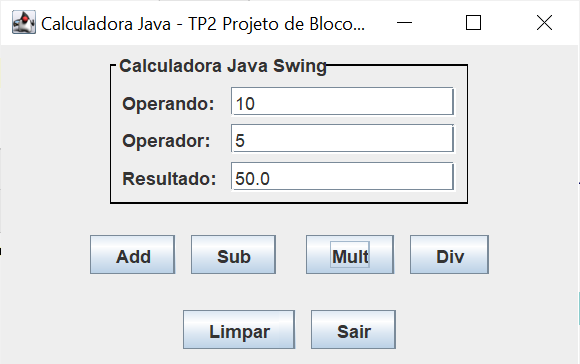 Calculadora Java - TP2 Projeto de Bloco...
Calculadora Java Swing
Operando: 10
Operador: 5
Resultado: 50.0
Add Sub Mult Div
Limpar Sair